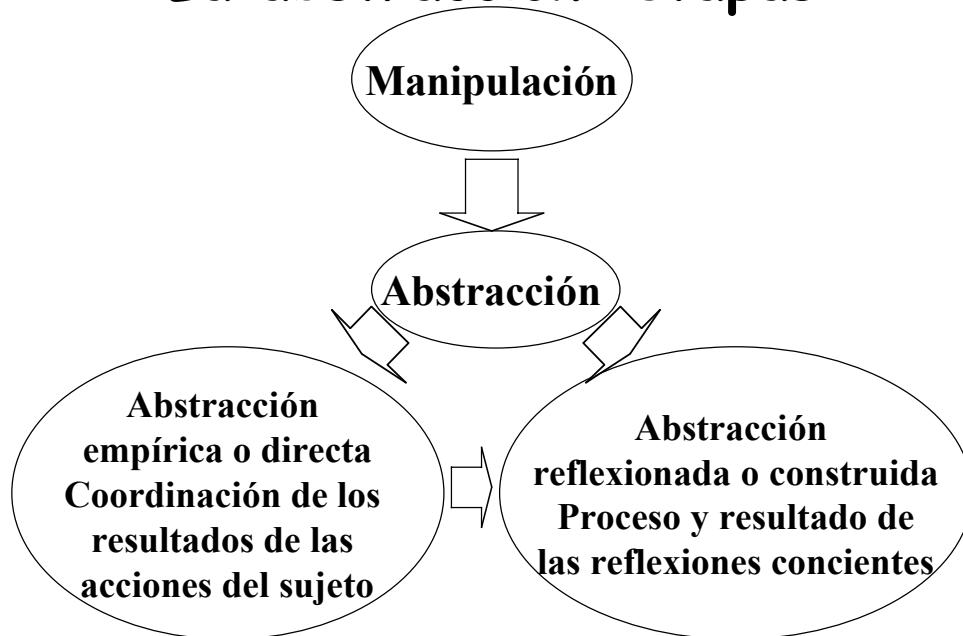 Manipulación
Abstracción
Abstracción
empírica o directa
Coordinación de los
resultados de las
acciones del sujeto
Abstracción
reflexionada o construida
Proceso y resultado de
las reflexiones concientes